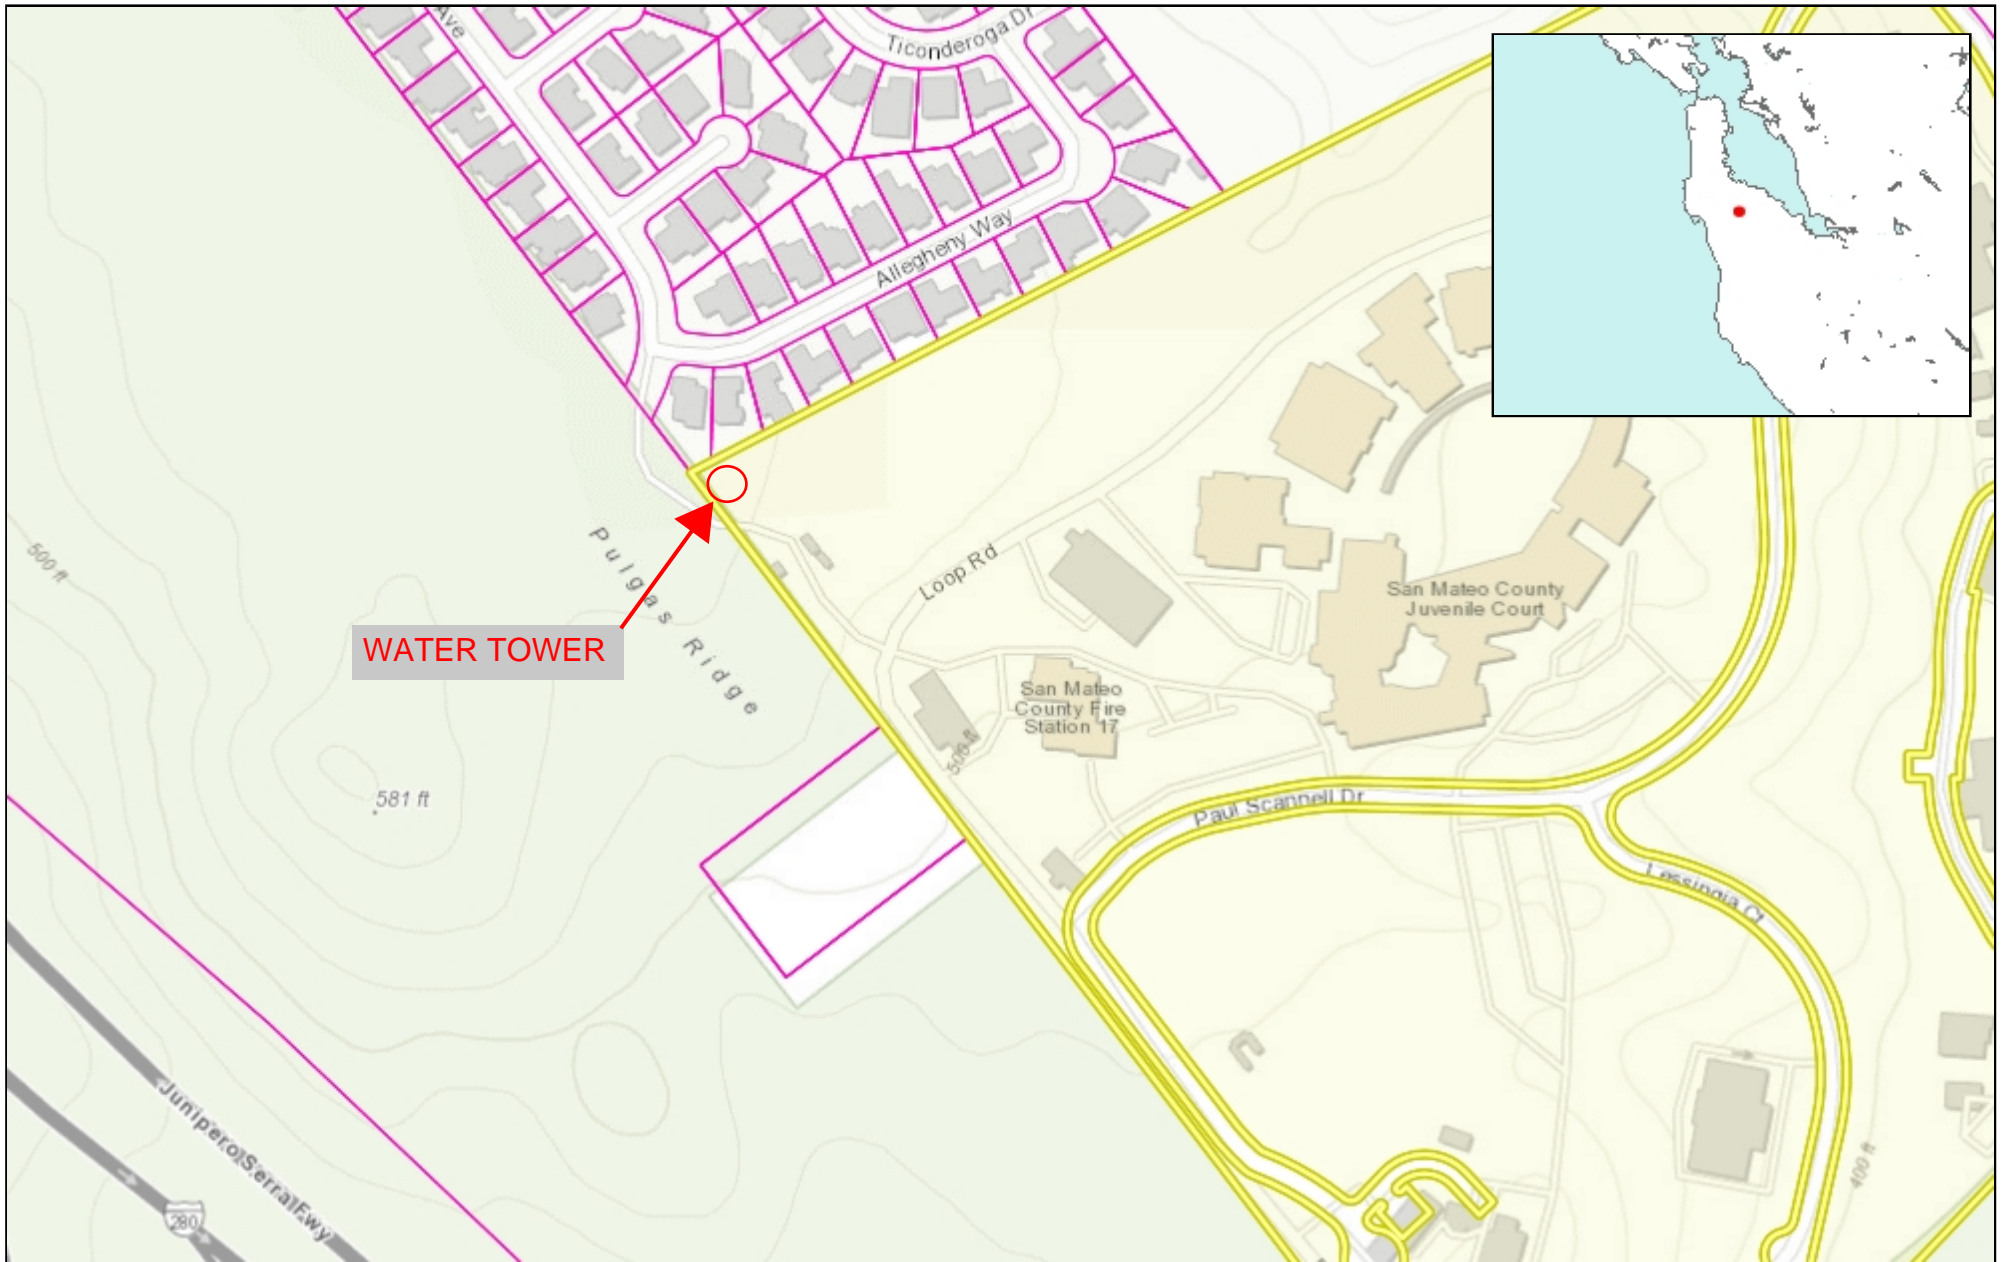 Ave
Ticonderoga Dr
Allegheny Way
500 ft
Pulgas Ridge
WATER TOWER
Loop Rd
San Mateo County
Juvenile Court
San Mateo
County Fire
Station 17
500 ft
581 ft
Paul Scannell Dr
Lessingia Ct
Junipero Serra Fwy
280
400 ft